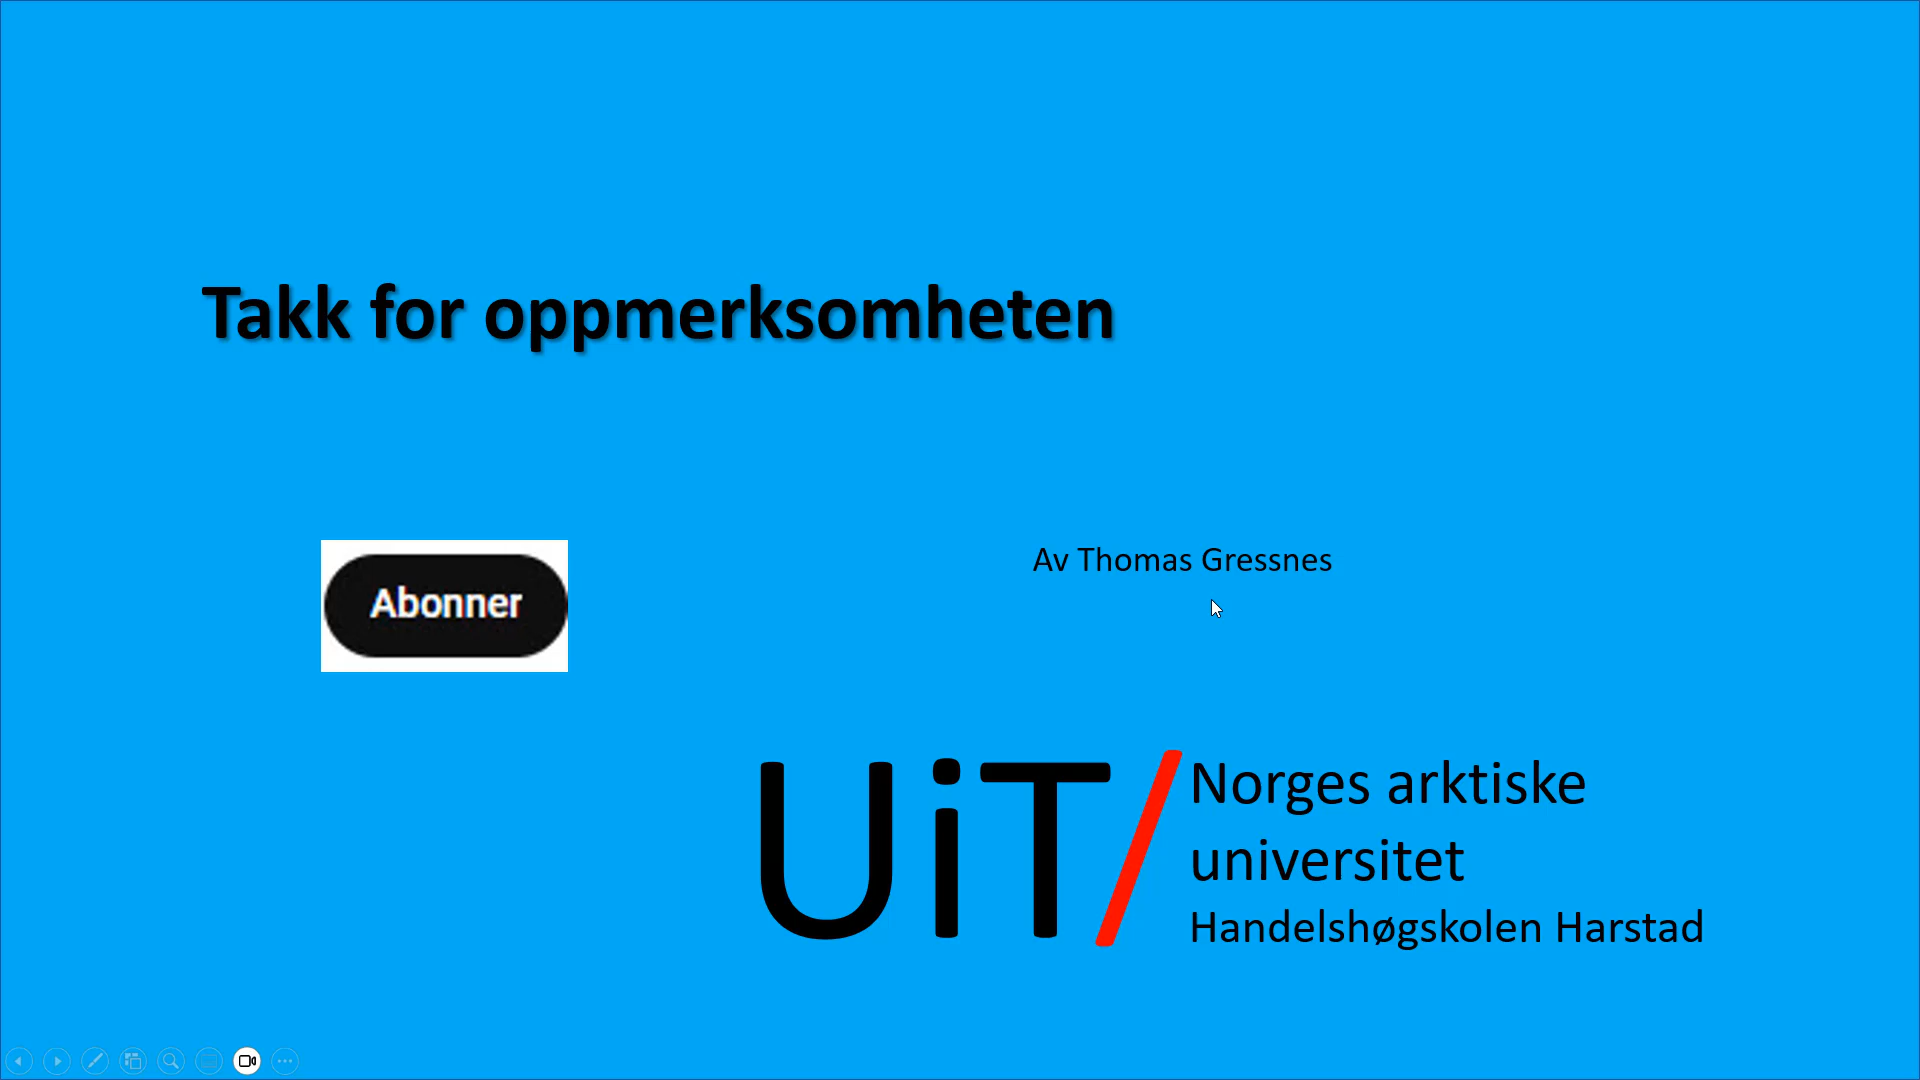 Takk for oppmerksomheten
Abonner
Av Thomas Gressnes
UiT/ Norges arktiske
universitet
Handelshøgskolen Harstad